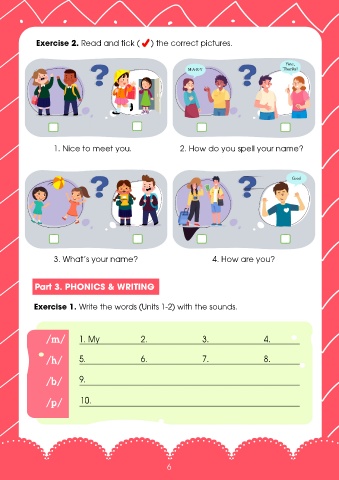 Exercise 2. Read and tick ( ✓ ) the correct pictures.
M-A-R-Y
Fine,
Thanks!
1. Nice to meet you.
2. How do you spell your name?
Good
3. What's your name?
4. How are you?
Part 3. PHONICS & WRITING
Exercise 1. Write the words (Units 1-2) with the sounds.
/m/ 1. My 2. 3. 4.
/h/ 5. 6. 7. 8.
/b/ 9.
/p/ 10.
6